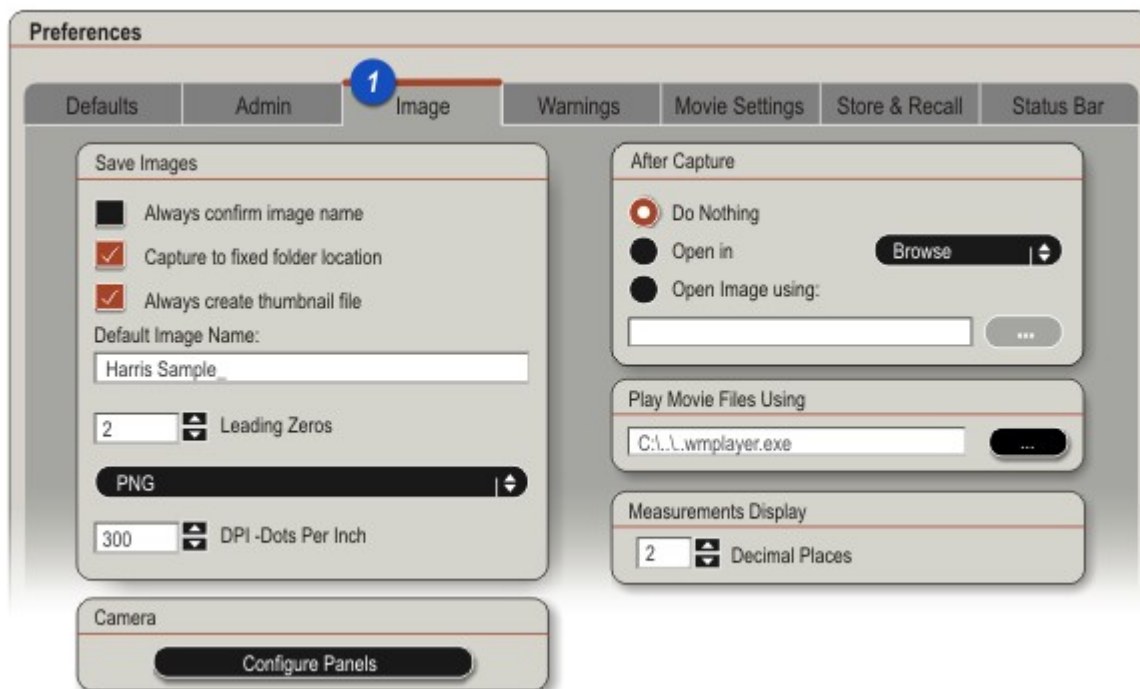 Preferences
1
Defaults Admin Image Warnings Movie Settings Store & Recall Status Bar
Save Images
Always confirm image name
Capture to fixed folder location
Always create thumbnail file
Default Image Name:
Harris Sample_
2 Leading Zeros
PNG
300 DPI -Dots Per Inch
Camera
Configure Panels
After Capture
Do Nothing
Open in Browse
Open Image using:
...
Play Movie Files Using
C:\..\..wmplayer.exe ...
Measurements Display
2 Decimal Places